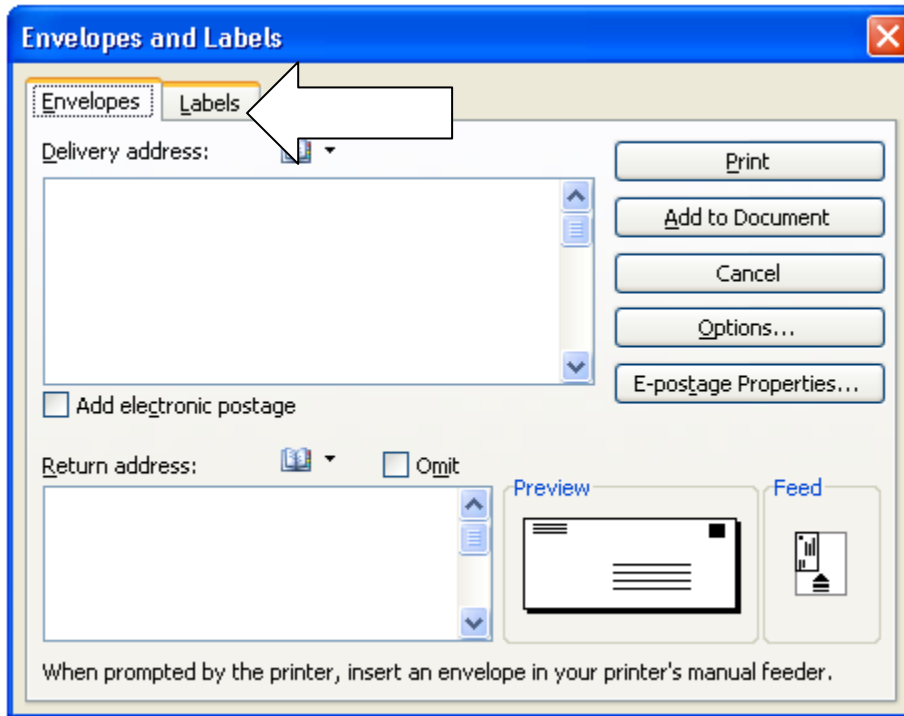 Envelopes and Labels
Envelopes Labels
Delivery address:
Print
Add to Document
Cancel
Options...
E-postage Properties...
Add electronic postage
Return address: Omit
Preview Feed
When prompted by the printer, insert an envelope in your printer's manual feeder.